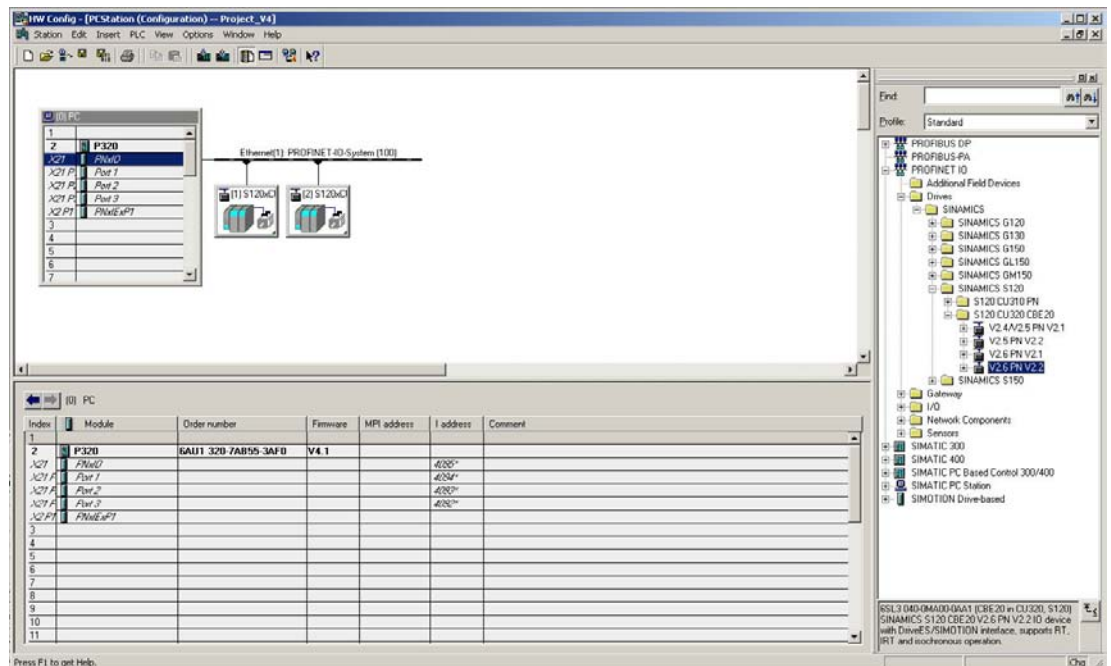 HW Config - [PCStation (Configuration) -- Project_V4]
Station Edit Insert PLC View Options Window Help
(0) PC
1
2 P320
X21 PNxIO
X21 P Port 1
X21 P Port 2
X21 P Port 3
X2 P1 PNxIExP1
3
4
5
6
7
Ethernet(1): PROFINET-IO-System (100)
(1) S120xCI
(2) S120xCI
Find:
Profile: Standard
PROFIBUS DP
PROFIBUS-PA
PROFINET IO
Additional Field Devices
Drives
SINAMICS
SINAMICS G120
SINAMICS G130
SINAMICS G150
SINAMICS GL150
SINAMICS GM150
SINAMICS S120
S120 CU310 PN
S120 CU320 CBE20
V2.4/V2.5 PN V2.1
V2.5 PN V2.2
V2.6 PN V2.1
V2.6 PN V2.2
SINAMICS S150
Gateway
I/O
Network Components
Sensors
SIMATIC 300
SIMATIC 400
SIMATIC PC Based Control 300/400
SIMATIC PC Station
SIMOTION Drive-based
(0) PC
Index Module Order number Firmware MPI address I address Comment
1
2 P320 6AU1 320-7AB55-3AF0 V4.1
X21 PNxIO 4095*
X21 P Port 1 4094*
X21 P Port 2 4093*
X21 P Port 3 4092*
X2 P1 PNxIExP1
3
4
5
6
7
8
9
10
11
6SL3 040-0MA00-0AA1 (CBE20 in CU320, S120)
SINAMICS S120 CBE20 V2.6 PN V2.2 IO device
with DriveES/SIMOTION interface, supports RT,
IRT and isochronous operation.
Press F1 to get Help.
Chg